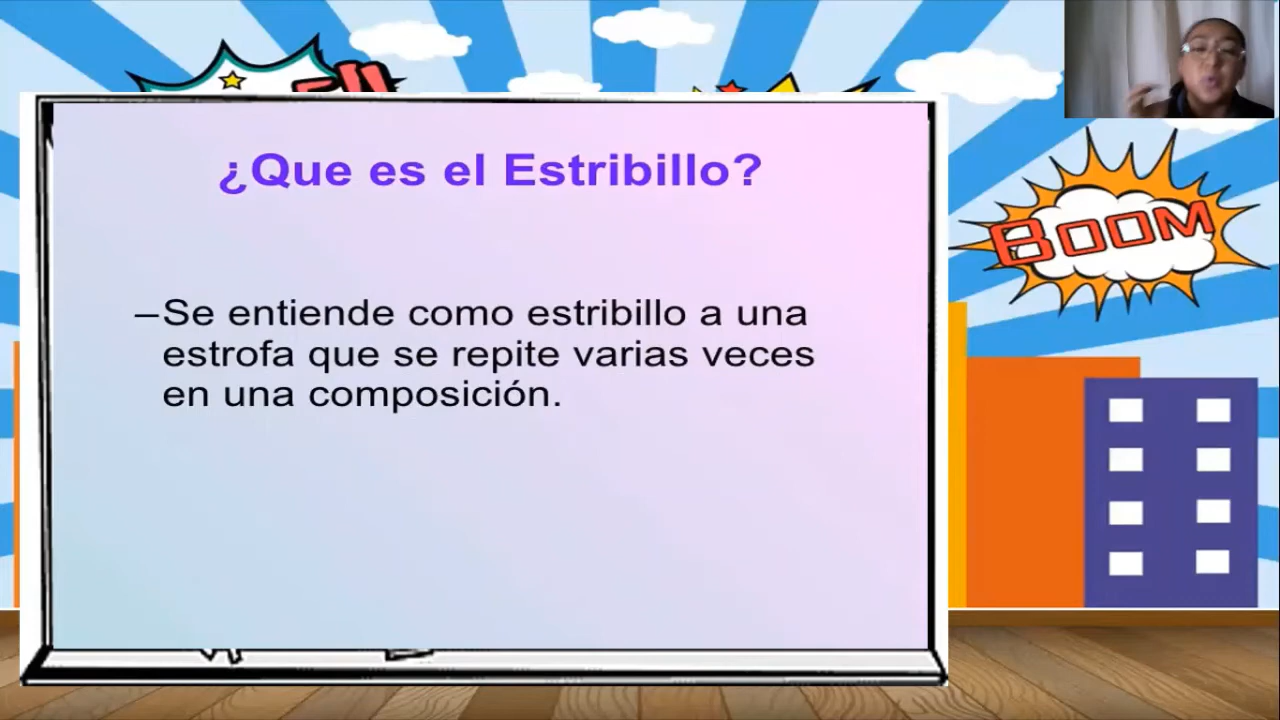 ¿Que es el Estribillo?
–Se entiende como estribillo a una
estrofa que se repite varias veces
en una composición.
BOOM